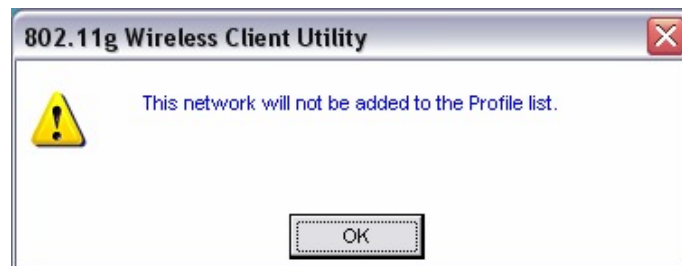 802.11g Wireless Client Utility
This network will not be added to the Profile list.
OK